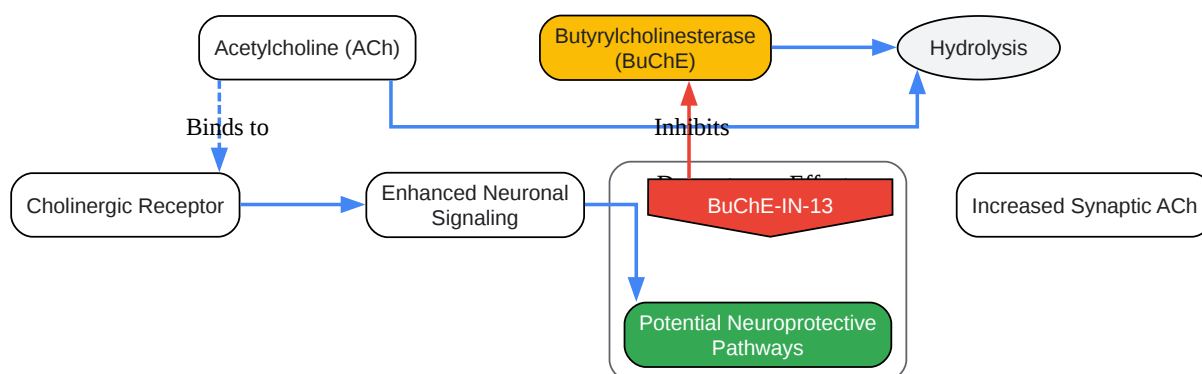 Acetylcholine (ACh)
Butyrylcholinesterase
(BuChE)
Hydrolysis
Binds to
Inhibits
Cholinergic Receptor
Enhanced Neuronal
Signaling
BuChE-IN-13
Increased Synaptic ACh
Potential Neuroprotective
Pathways